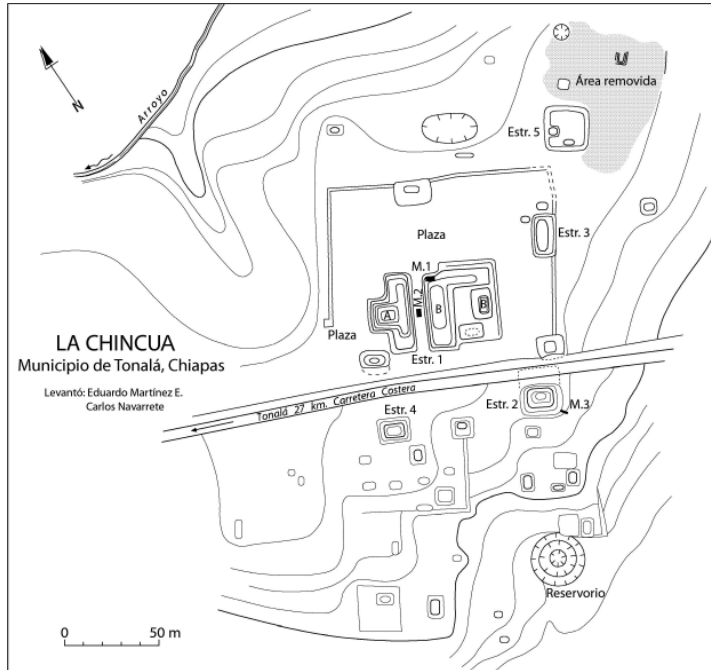 Arroyo
N
Área removida
Estr. 5
Plaza
Estr. 3
M.1
M.2
A
B
B
Plaza
Estr. 1
LA CHINCUA
Municipio de Tonalá, Chiapas
Levantó: Eduardo Martínez E.
Carlos Navarrete
Tonalá 27 km. Carretera Costera
Estr. 2
M.3
Estr. 4
Reservorio
0 50 m